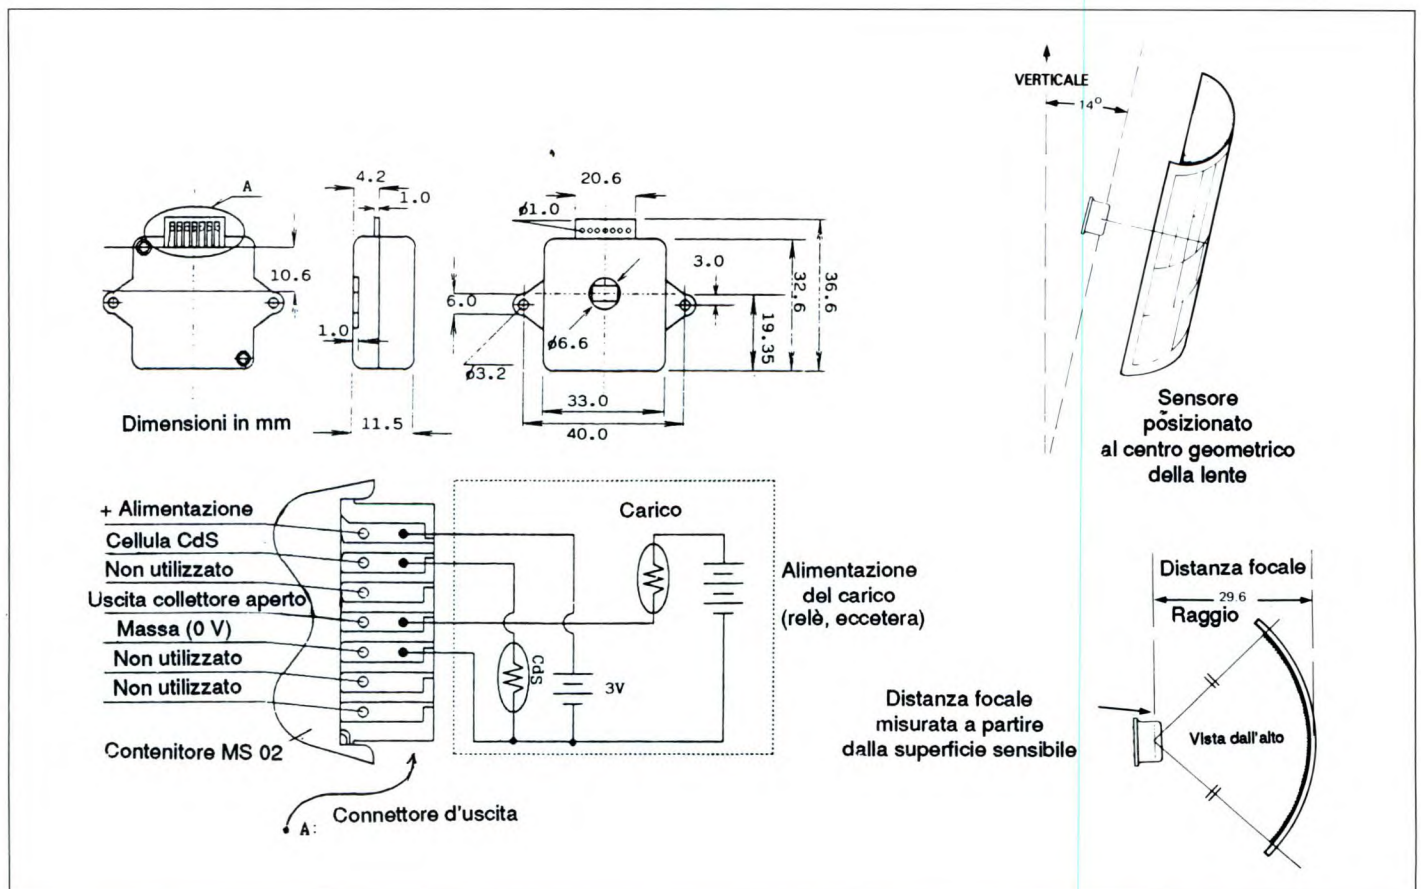 A
10.6
4.2
1.0
1.0
11.5
20.6
ø1.0
3.0
6.0
ø6.6
ø3.2
33.0
40.0
19.35
32.6
36.6
Dimensioni in mm
VERTICALE
14°
Sensore
posizionato
al centro geometrico
della lente
+ Alimentazione
Cellula CdS
Non utilizzato
Uscita collettore aperto
Massa (0 V)
Non utilizzato
Non utilizzato
Contenitore MS 02
A:
Connettore d'uscita
Carico
CdS
3V
Alimentazione
del carico
(relè, eccetera)
Distanza focale
29.6
Raggio
Distanza focale
misurata a partire
dalla superficie sensibile
Vista dall'alto